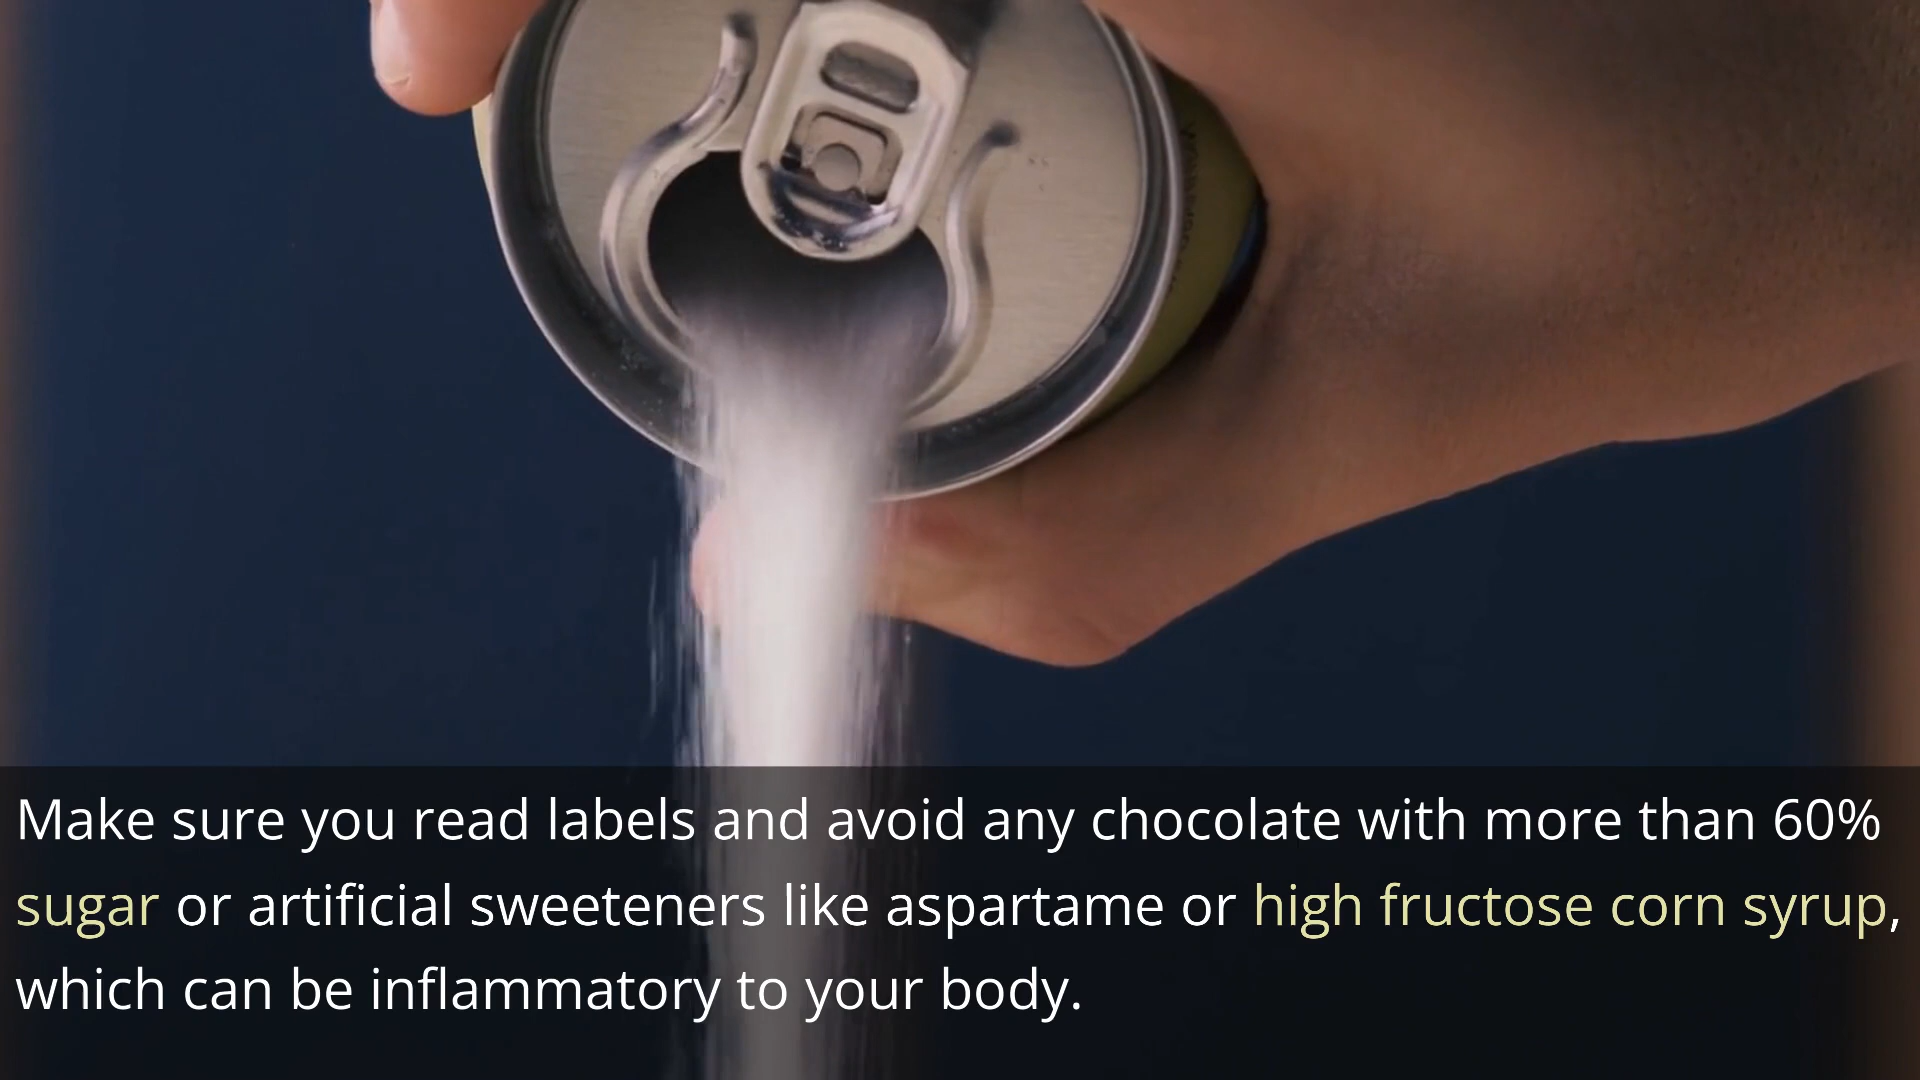 Make sure you read labels and avoid any chocolate with more than 60%
sugar or artificial sweeteners like aspartame or high fructose corn syrup,
which can be inflammatory to your body.